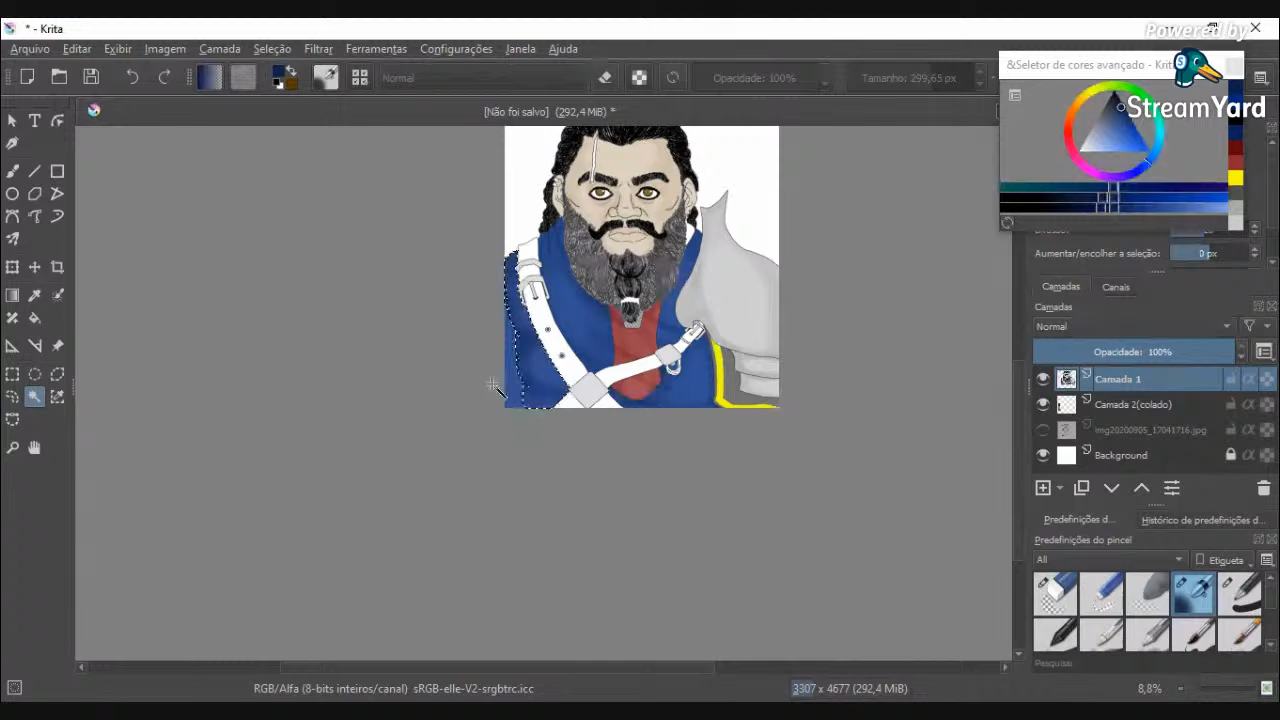 * - Krita
Powered by
Arquivo Editar Exibir Imagem Camada Seleção Filtrar Ferramentas Configurações Janela Ajuda
&Seletor de cores avançado - Krita
Normal
Opacidade: 100%
Tamanho: 299,65 px
StreamYard
[Não foi salvo] (292,4 MiB) *
Aumentar/encolher a seleção: 0 px
Camadas Canais
Camadas
Normal
Opacidade: 100%
Camada 1
Camada 2(colado)
img20200905_17041716.jpg
Background
Predefinições d... Histórico de predefinições d...
Predefinições do pincel
All Etiqueta
Pesquisa
RGB/Alfa (8-bits inteiros/canal) sRGB-elle-V2-srgbtrc.icc
3307 x 4677 (292,4 MiB)
8,8%